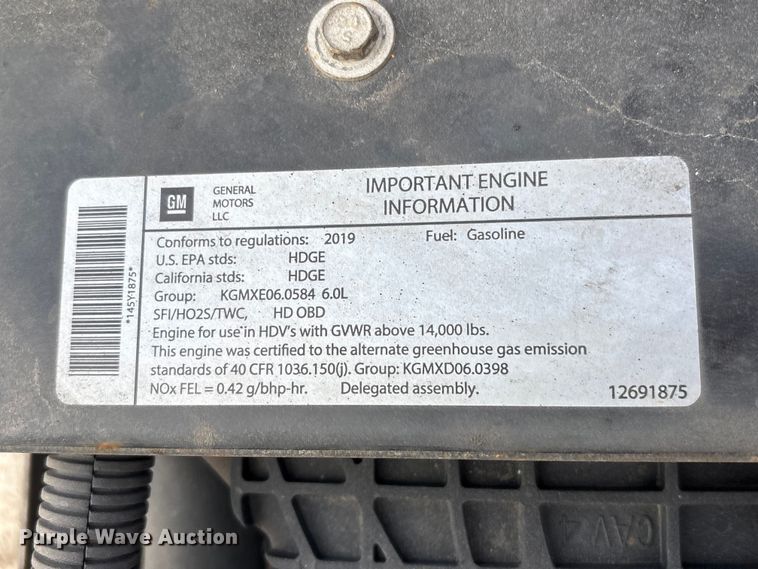 GM
GENERAL
MOTORS
LLC
IMPORTANT ENGINE
INFORMATION
Conforms to regulations: 2019 Fuel: Gasoline
U.S. EPA stds: HDGE
California stds: HDGE
Group: KGMXE06.0584 6.0L
SFI/HO2S/TWC, HD OBD
Engine for use in HDV's with GVWR above 14,000 lbs.
This engine was certified to the alternate greenhouse gas emission
standards of 40 CFR 1036.150(j). Group: KGMXD06.0398
NOx FEL = 0.42 g/bhp-hr. Delegated assembly. 12691875
*145Y1875*
CAV 4
Purple Wave Auction